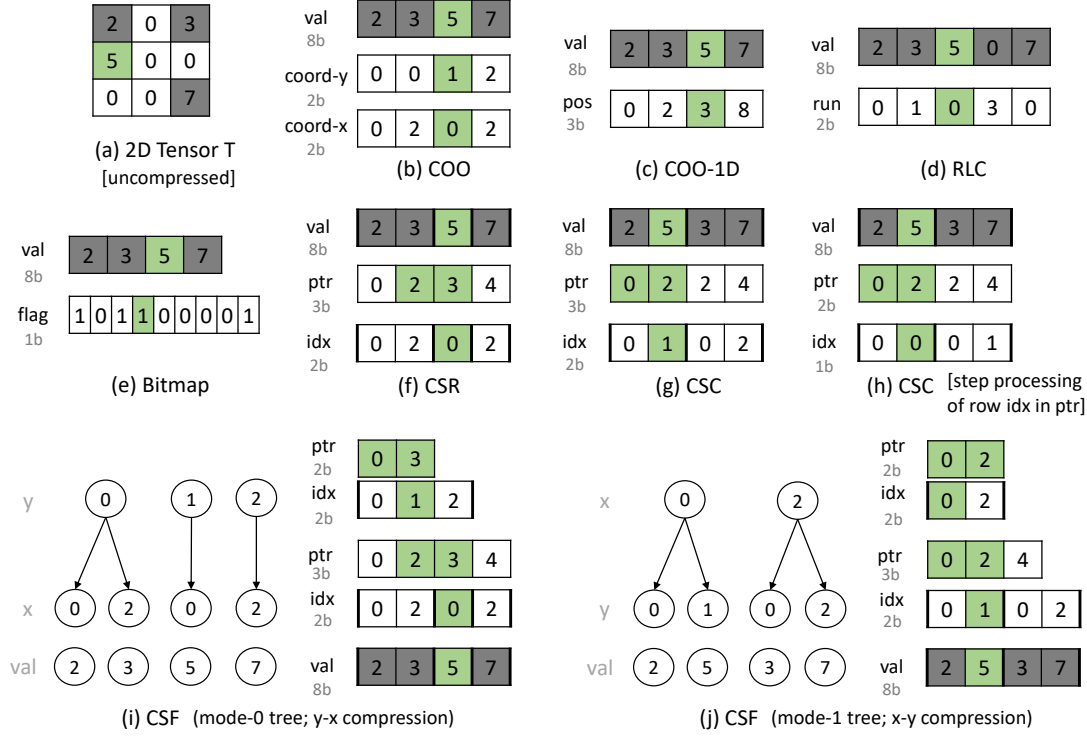 2 0 3
5 0 0
0 0 7
(a) 2D Tensor T
[uncompressed]
val 2 3 5 7
8b
coord-y 0 0 1 2
2b
coord-x 0 2 0 2
2b
(b) COO
val 2 3 5 7
8b
pos 0 2 3 8
3b
(c) COO-1D
val 2 3 5 0 7
8b
run 0 1 0 3 0
2b
(d) RLC
val 2 3 5 7
8b
flag 1 0 1 1 0 0 0 0 1
1b
(e) Bitmap
val 2 3 5 7
8b
ptr 0 2 3 4
3b
idx 0 2 0 2
2b
(f) CSR
val 2 5 3 7
8b
ptr 0 2 2 4
3b
idx 0 1 0 2
2b
(g) CSC
val 2 5 3 7
8b
ptr 0 2 2 4
2b
idx 0 0 0 1
1b
(h) CSC [step processing
of row idx in ptr]
y 0 1 2
x 0 2 0 2
val 2 3 5 7
ptr 0 3
2b
idx 0 1 2
2b
ptr 0 2 3 4
3b
idx 0 2 0 2
2b
val 2 3 5 7
8b
(i) CSF (mode-0 tree; y-x compression)
x 0 2
y 0 1 0 2
val 2 5 3 7
ptr 0 2
2b
idx 0 2
2b
ptr 0 2 4
3b
idx 0 1 0 2
2b
val 2 5 3 7
8b
(j) CSF (mode-1 tree; x-y compression)